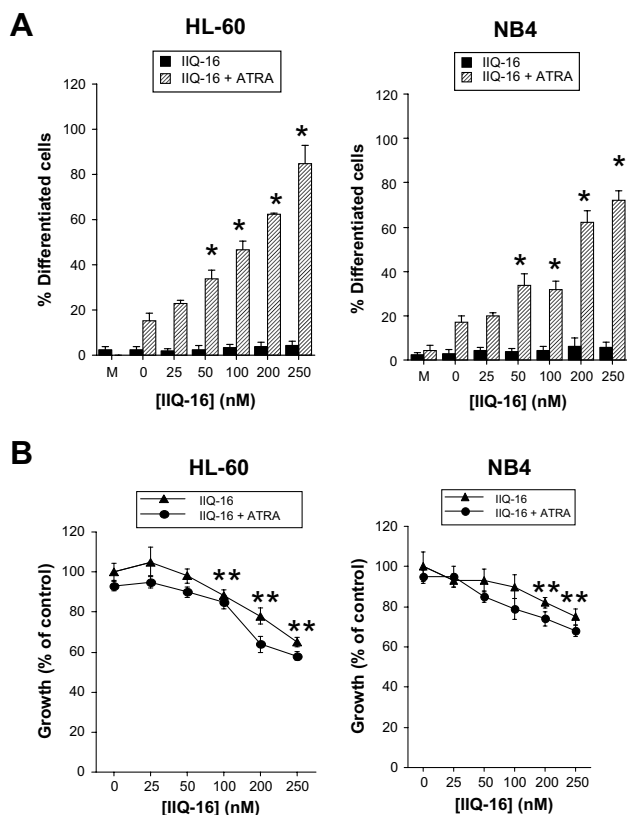 A
HL-60
NB4
IIQ-16
IIQ-16 + ATRA
IIQ-16
IIQ-16 + ATRA
% Differentiated cells
120
100
80
60
40
20
0
*
*
*
*
M 0 25 50 100 200 250
[IIQ-16] (nM)
% Differentiated cells
120
100
80
60
40
20
0
*
*
*
*
M 0 25 50 100 200 250
[IIQ-16] (nM)
B
HL-60
NB4
IIQ-16
IIQ-16 + ATRA
IIQ-16
IIQ-16 + ATRA
Growth (% of control)
120
100
80
60
40
20
0
**
**
**
0 25 50 100 200 250
[IIQ-16] (nM)
Growth (% of control)
120
100
80
60
40
20
0
**
**
0 25 50 100 200 250
[IIQ-16] (nM)